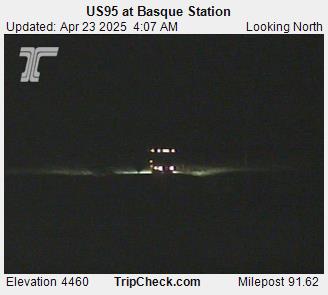 US95 at Basque Station
Updated: Apr 23 2025 4:07 AM Looking North
Elevation 4460 TripCheck.com Milepost 91.62